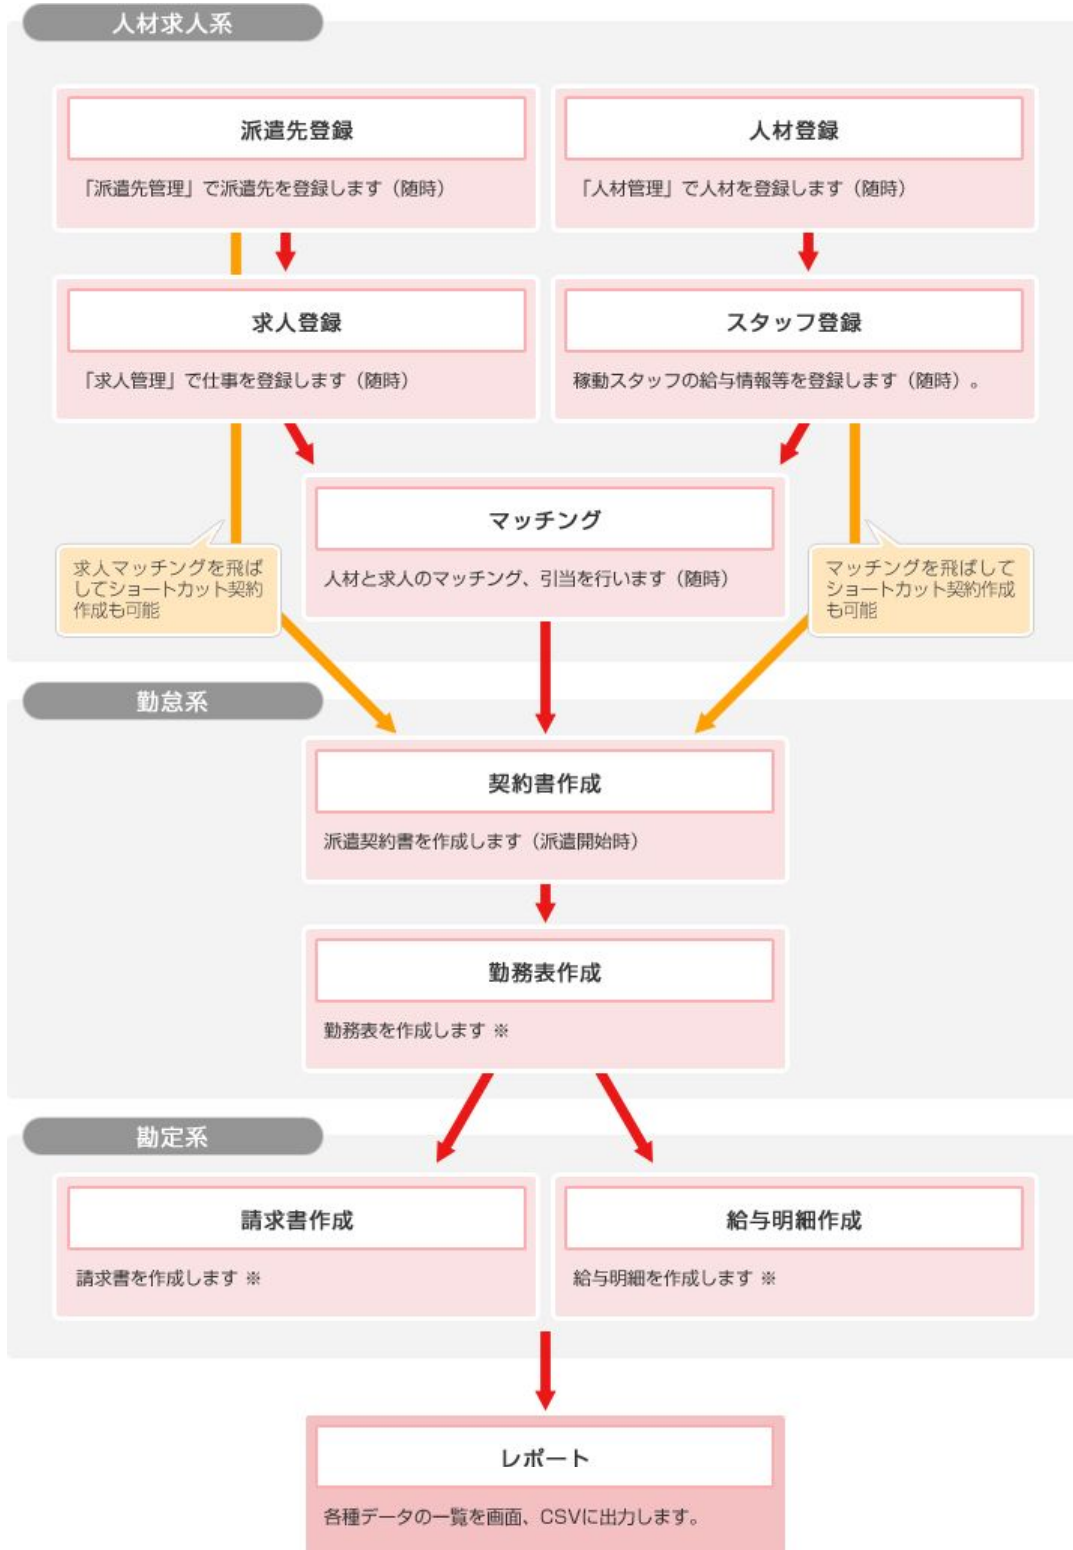 人材求人系
派遣先登録
「派遣先管理」で派遣先を登録します（随時）
人材登録
「人材管理」で人材を登録します（随時）
求人登録
「求人管理」で仕事を登録します（随時）
スタッフ登録
稼動スタッフの給与情報等を登録します（随時）。
マッチング
人材と求人のマッチング、引当を行います（随時）
求人マッチングを飛ば
してショートカット契約
作成も可能
マッチングを飛ばして
ショートカット契約作成
も可能
勤怠系
契約書作成
派遣契約書を作成します（派遣開始時）
勤務表作成
勤務表を作成します ※
勘定系
請求書作成
請求書を作成します ※
給与明細作成
給与明細を作成します ※
レポート
各種データの一覧を画面、CSVに出力します。